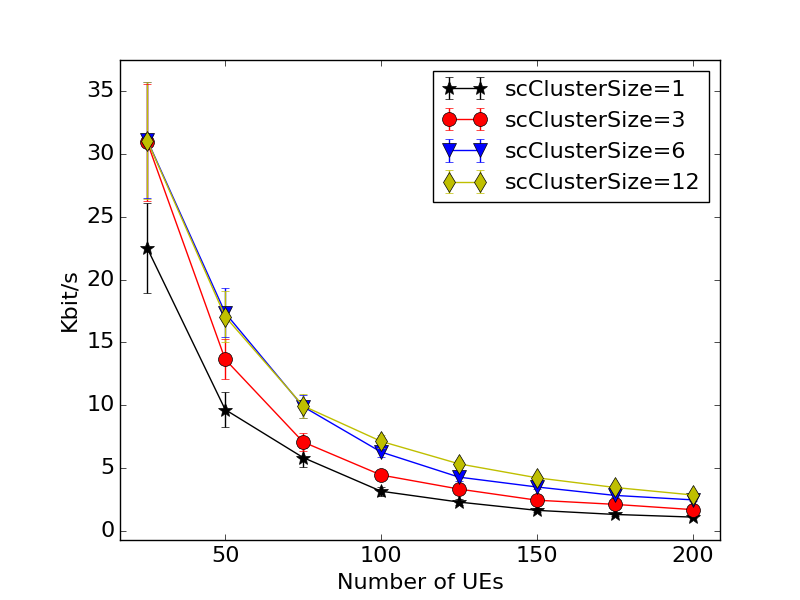 35
30
25
20
15
10
5
0
50
100
150
200
Kbit/s
Number of UEs
scClusterSize=1
scClusterSize=3
scClusterSize=6
scClusterSize=12